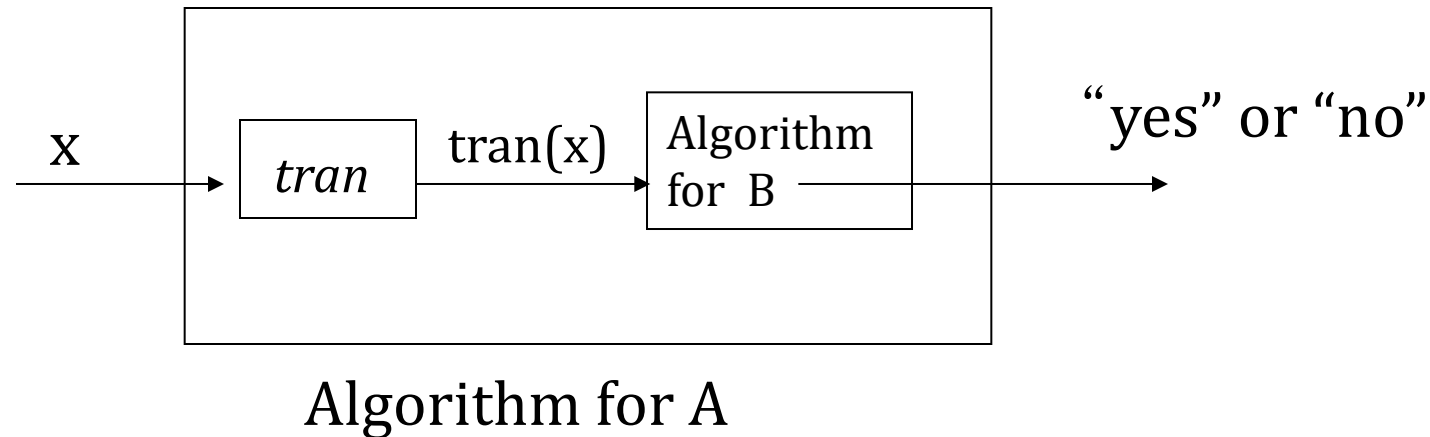 x
tran
tran(x)
Algorithm
for B
“yes” or “no”
Algorithm for A